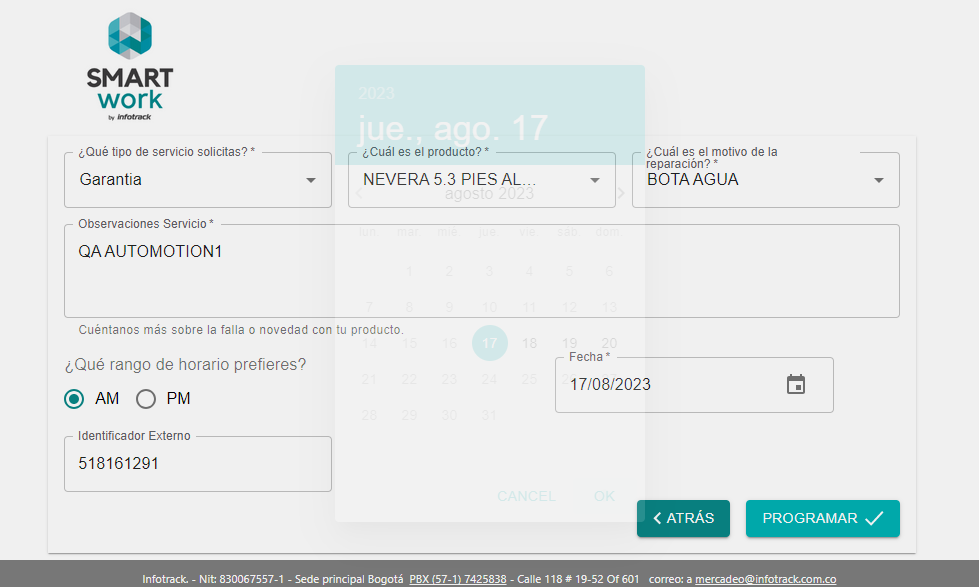 SMART
work
by infotrack
2023
jue., ago. 17
¿Qué tipo de servicio solicitas? *
Garantia
¿Cuál es el producto? *
NEVERA 5.3 PIES AL...
¿Cuál es el motivo de la
reparación? *
BOTA AGUA
agosto 2023
lun. mar. mié. jue. vie. sáb. dom.
1 2 3 4 5 6
7 8 9 10 11 12 13
14 15 16 17 18 19 20
21 22 23 24 25
28 29 30 31
CANCEL OK
Observaciones Servicio *
QA AUTOMOTION1
Cuéntanos más sobre la falla o novedad con tu producto.
¿Qué rango de horario prefieres?
AM PM
Fecha *
17/08/2023
Identificador Externo
518161291
ATRÁS
PROGRAMAR
Infotrack. - Nit: 830067557-1 - Sede principal Bogotá PBX (57-1) 7425838 - Calle 118 # 19-52 Of 601 correo: a mercadeo@infotrack.com.co